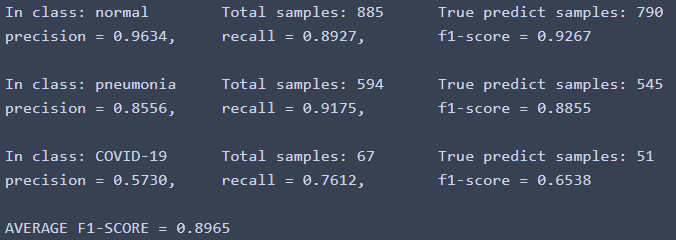 In class: normal Total samples: 885 True predict samples: 790
precision = 0.9634, recall = 0.8927, f1-score = 0.9267
In class: pneumonia Total samples: 594 True predict samples: 545
precision = 0.8556, recall = 0.9175, f1-score = 0.8855
In class: COVID-19 Total samples: 67 True predict samples: 51
precision = 0.5730, recall = 0.7612, f1-score = 0.6538
AVERAGE F1-SCORE = 0.8965